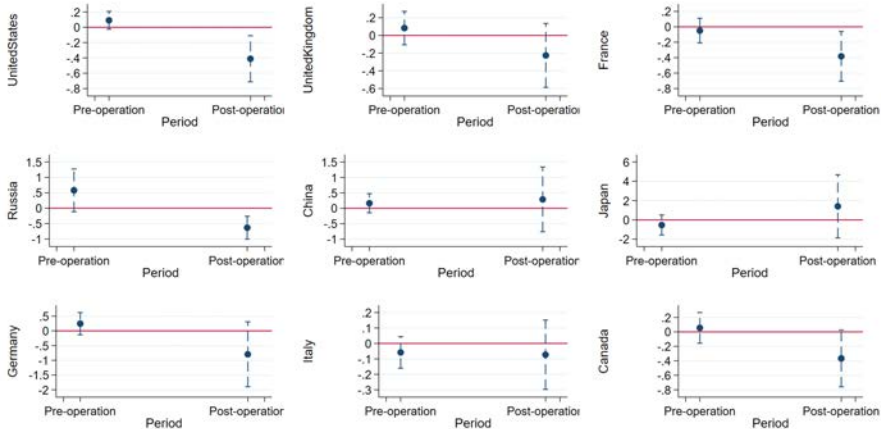 UnitedStates
.2
0
-.2
-.4
-.6
-.8
Pre-operation Post-operation
Period
UnitedKingdom
.2
0
-.2
-.4
-.6
Pre-operation Post-operation
Period
France
.2
0
-.2
-.4
-.6
-.8
Pre-operation Post-operation
Period
Russia
1.5
1
.5
0
-.5
-1
Pre-operation Post-operation
Period
China
1.5
1
.5
0
-.5
-1
Pre-operation Post-operation
Period
Japan
6
4
2
0
-2
Pre-operation Post-operation
Period
Germany
.5
0
-.5
-1
-1.5
-2
Pre-operation Post-operation
Period
Italy
.2
.1
0
-.1
-.2
-.3
Pre-operation Post-operation
Period
Canada
.2
0
-.2
-.4
-.6
-.8
Pre-operation Post-operation
Period